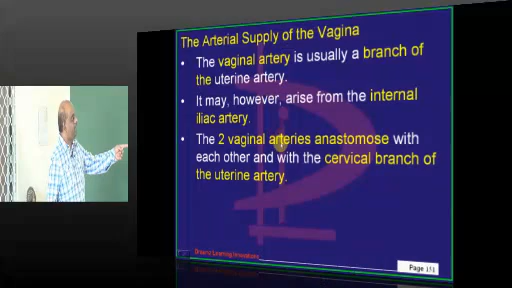 The Arterial Supply of the Vagina
• The vaginal artery is usually a branch of
the uterine artery.
• It may, however, arise from the internal
iliac artery.
• The 2 vaginal arteries anastomose with
each other and with the cervical branch of
the uterine artery.
Page 151